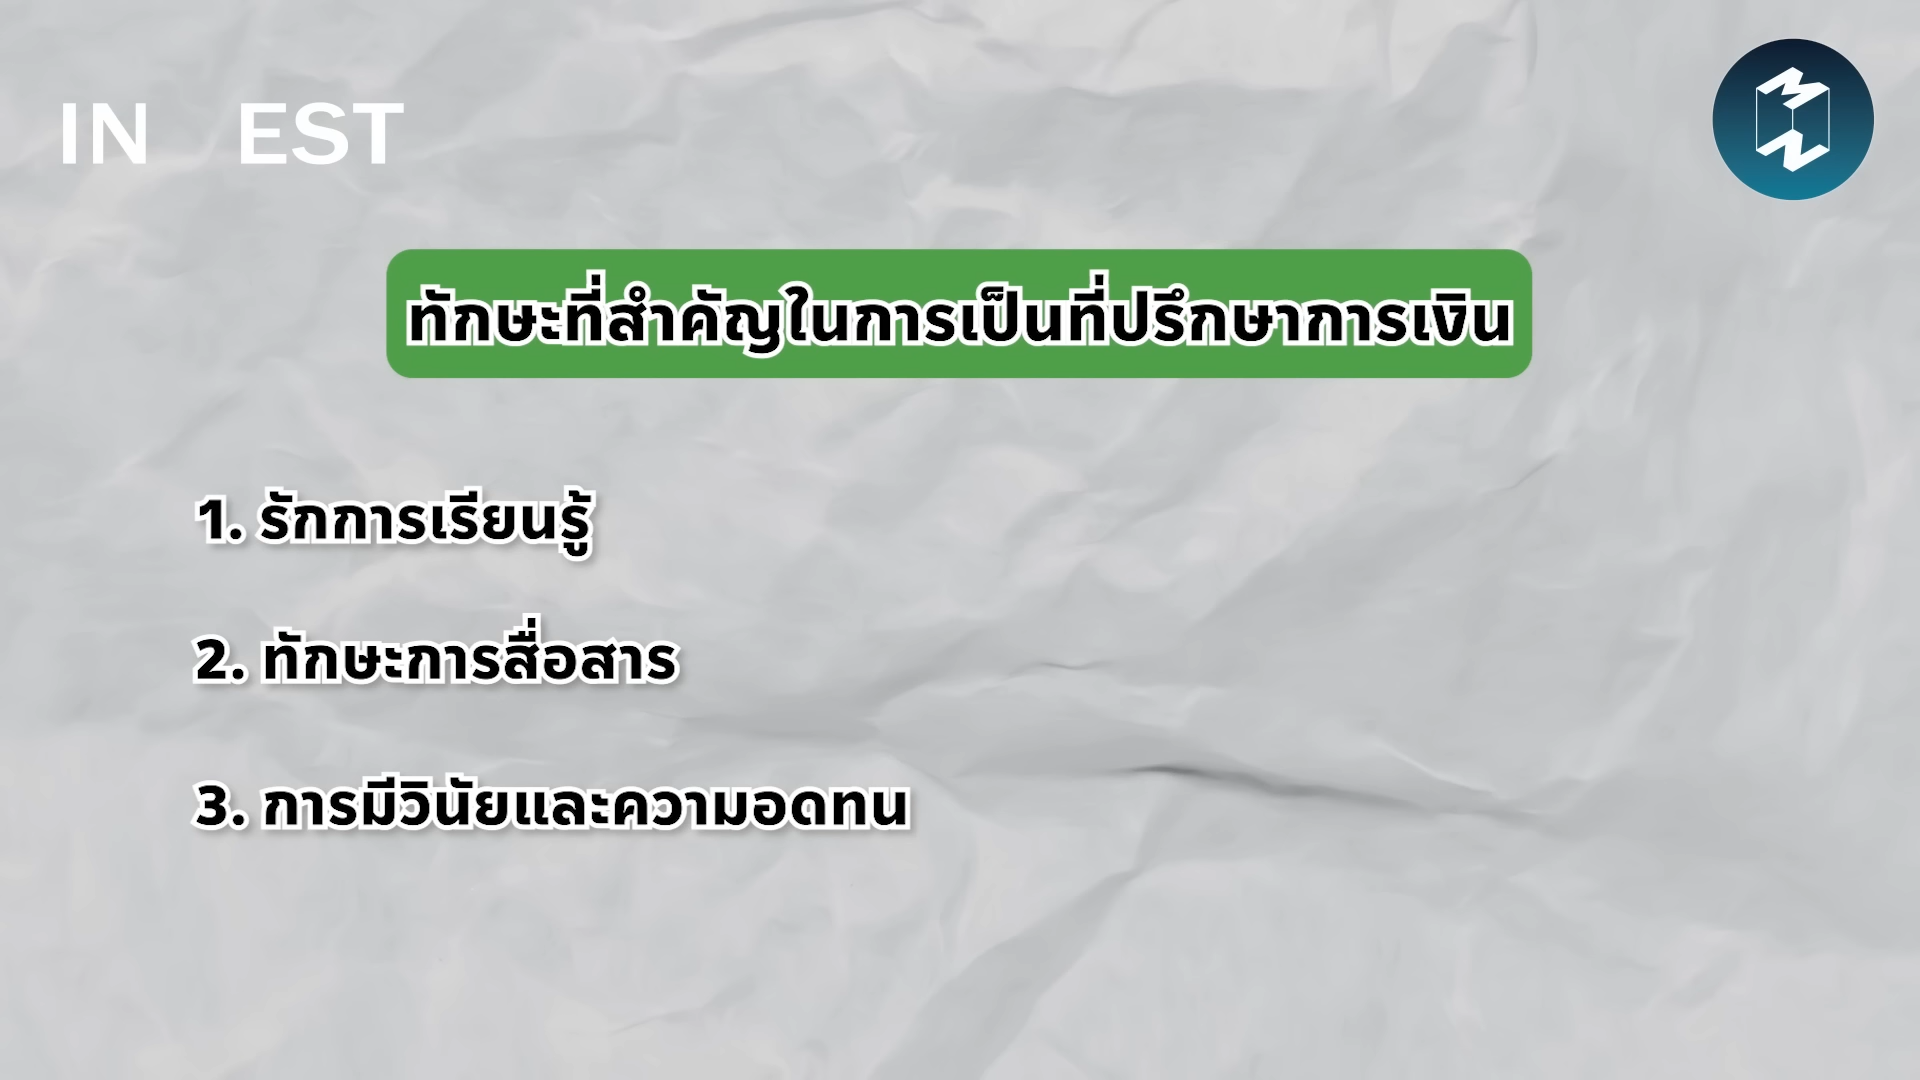 IN EST
ทักษะที่สำคัญในการเป็นที่ปรึกษาการเงิน
1. รักการเรียนรู้
2. ทักษะการสื่อสาร
3. การมีวินัยและความอดทน